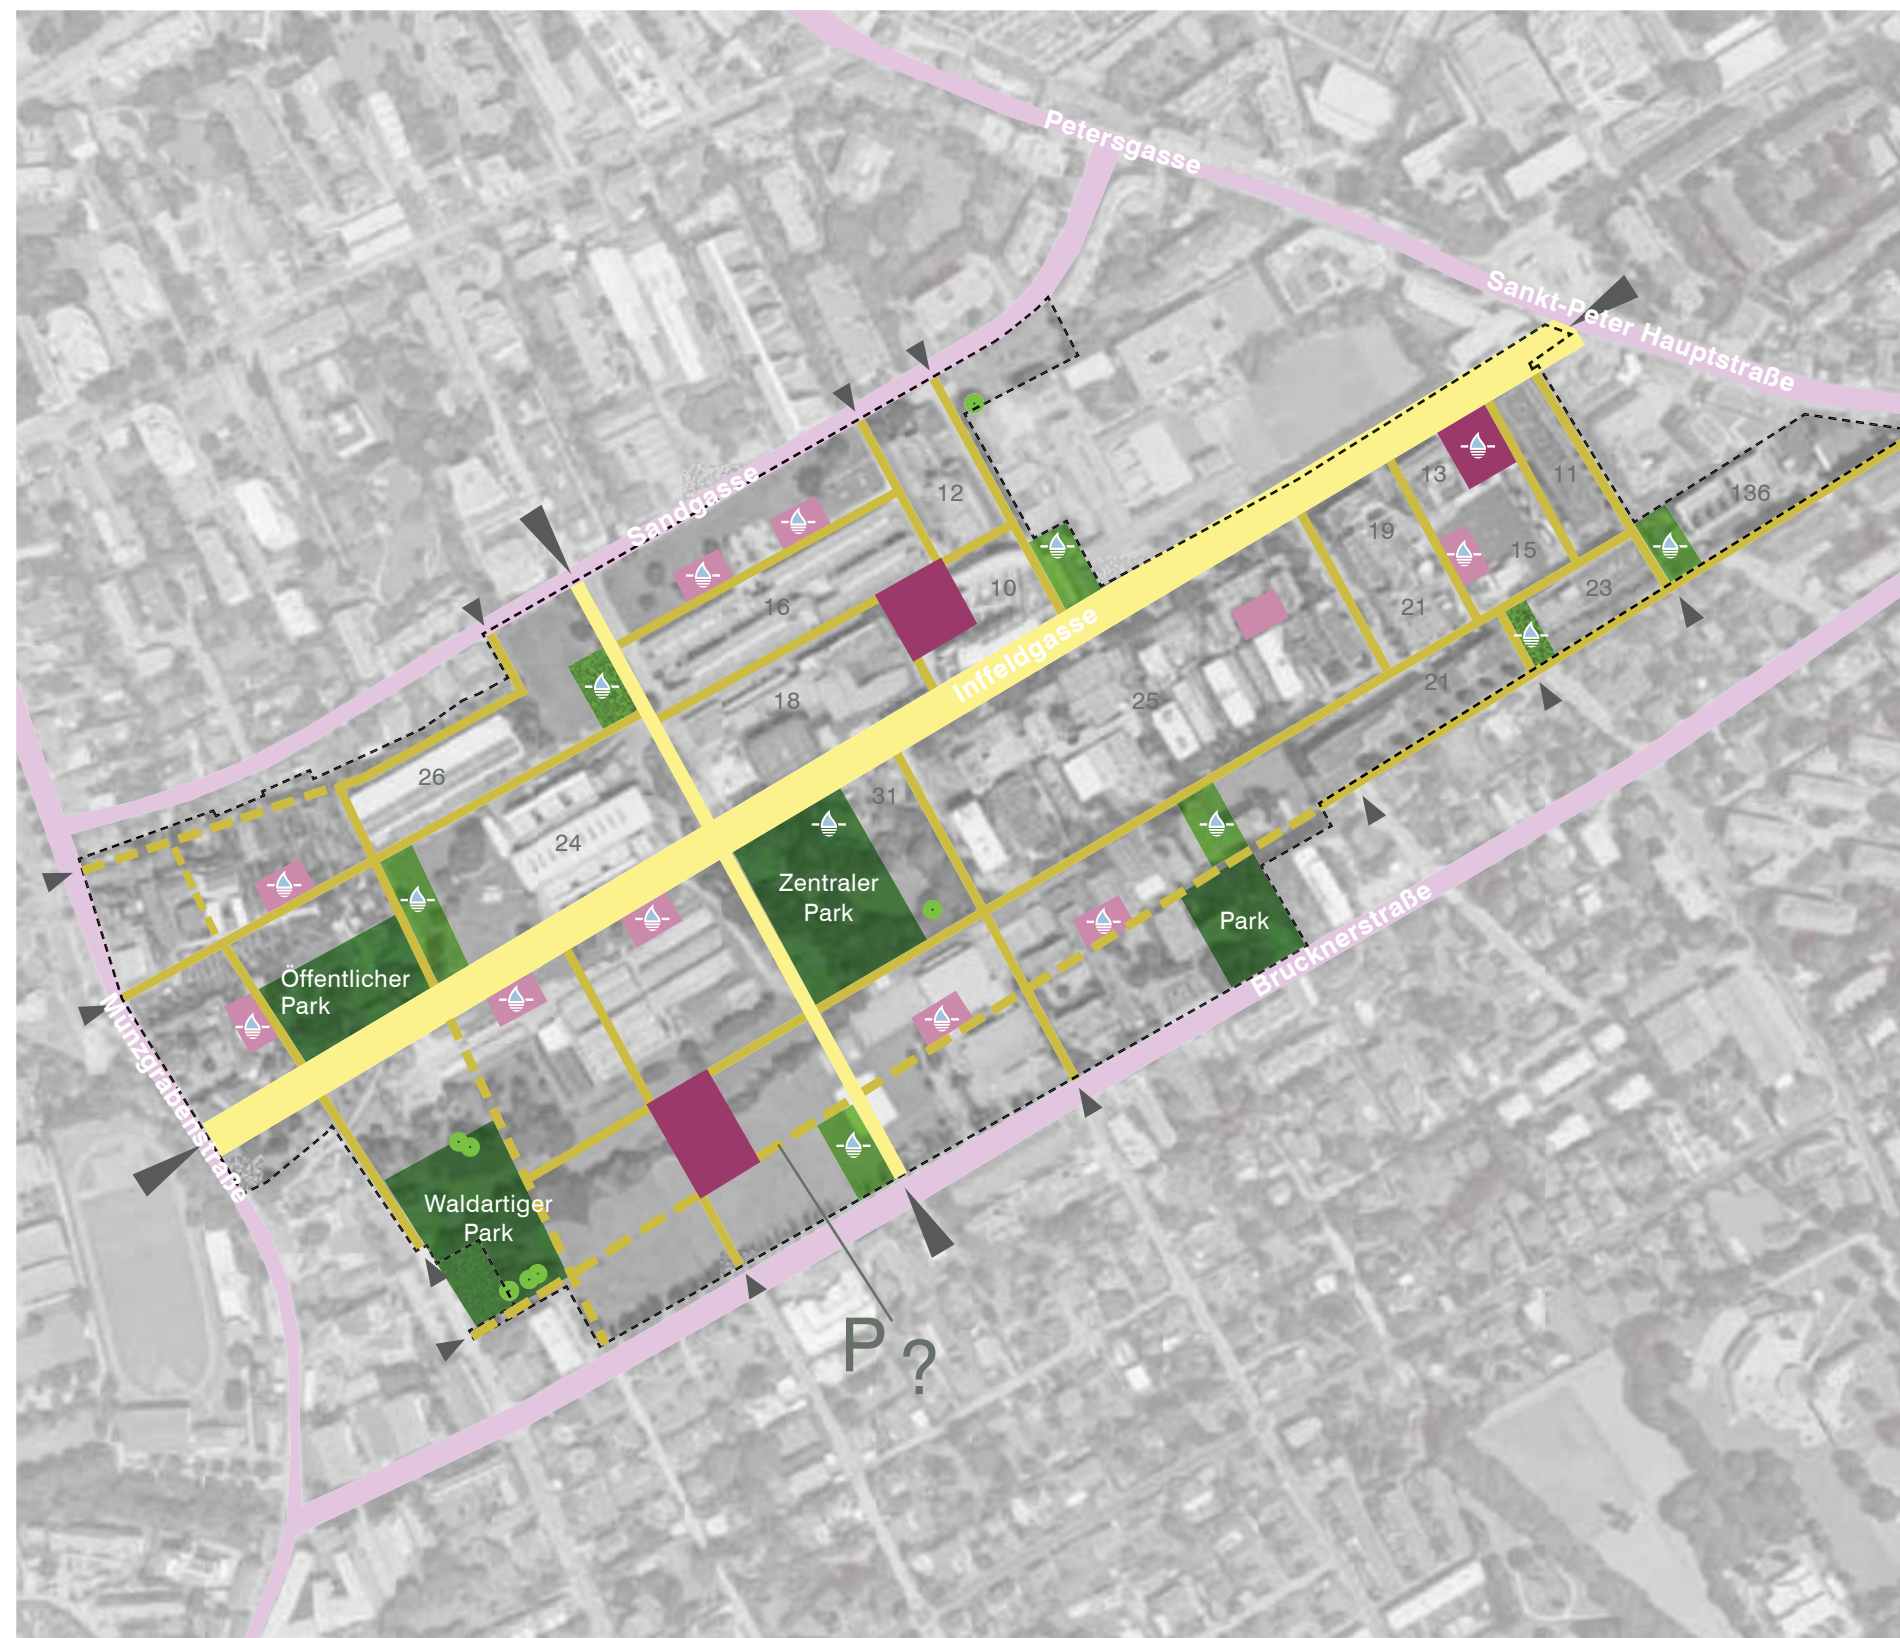 Petersgasse
Sankt-Peter Hauptstraße
Sandgasse
13
11
136
12
19
15
16
10
21
23
Inffeldgasse
18
25
21
26
31
24
Zentraler
Park
Park
Brucknerstraße
Öffentlicher
Park
Münzgrabenstraße
Waldartiger
Park
P
?